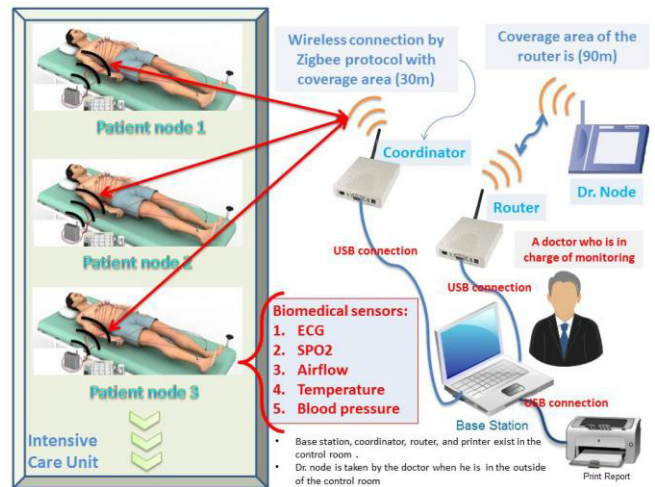 Wireless connection by
Zigbee protocol with
coverage area (30m)
Coverage area of the
router is (90m)
Patient node 1
Coordinator
Dr. Node
Router
Patient node 2
USB connection
A doctor who is in
charge of monitoring
USB connection
Patient node 3
Biomedical sensors:
1. ECG
2. SPO2
3. Airflow
4. Temperature
5. Blood pressure
USB connection
Base Station
Intensive
Care Unit
• Base station, coordinator, router, and printer exist in the
control room .
• Dr. node is taken by the doctor when he is in the outside
of the control room
Print Report